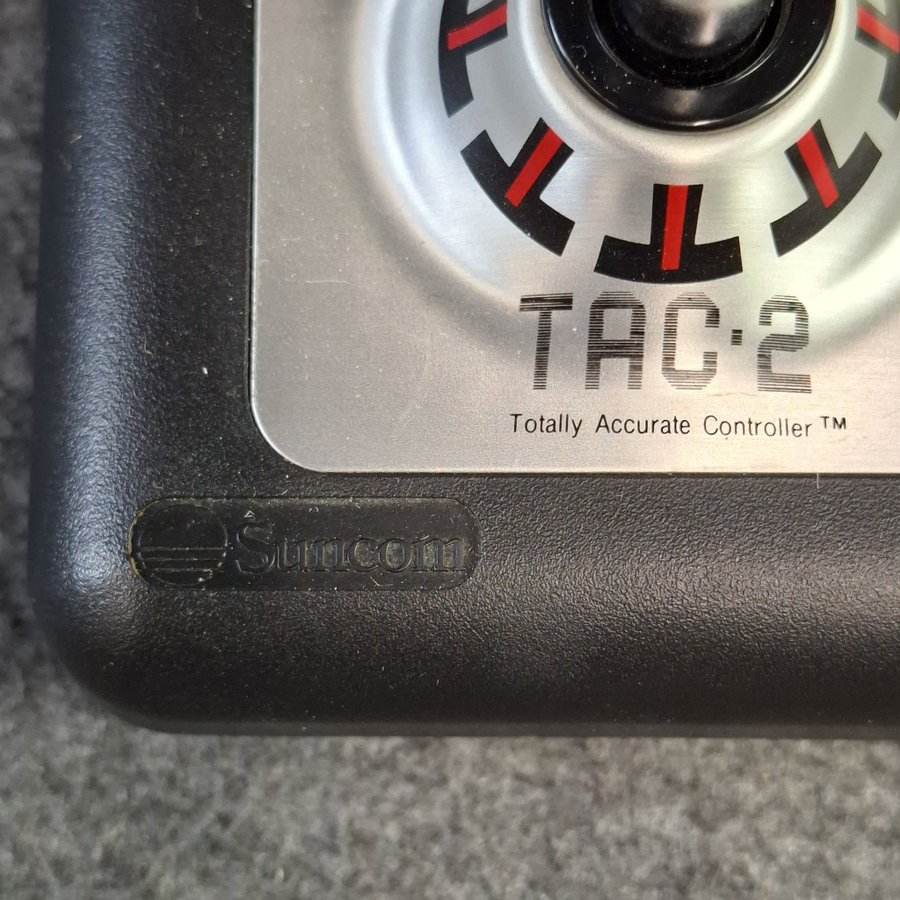 TAC·2
Totally Accurate Controller™
Suncom